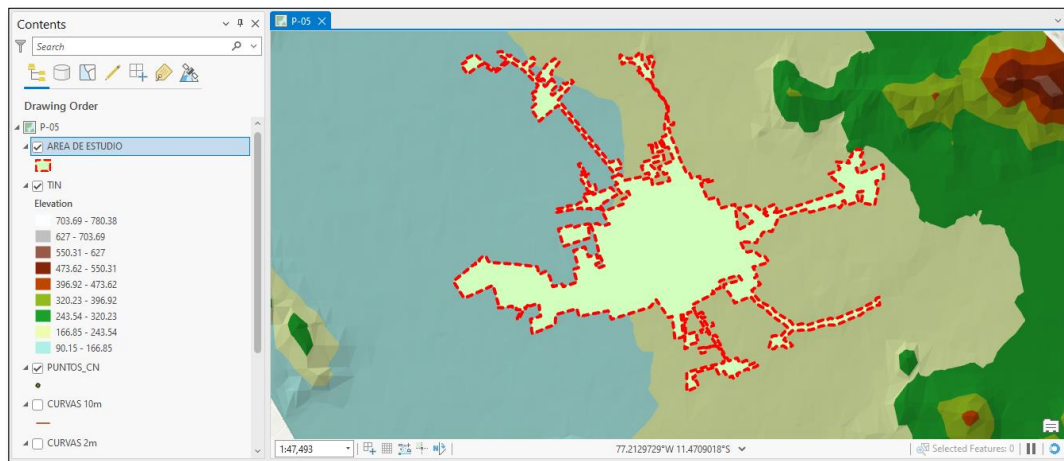 Contents
P-05
Search
Drawing Order
P-05
AREA DE ESTUDIO
TIN
Elevation
703.69 - 780.38
627 - 703.69
550.31 - 627
473.62 - 550.31
396.92 - 473.62
320.23 - 396.92
243.54 - 320.23
166.85 - 243.54
90.15 - 166.85
PUNTOS_CN
CURVAS 10m
CURVAS 2m
1:47,493
77.2129729°W 11.4709018°S
Selected Features: 0